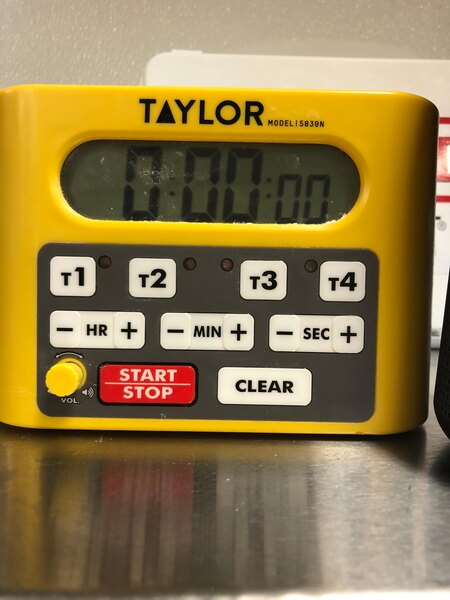 TAYLOR
MODEL|5839N
0:00:00
T1 T2 T3 T4
− HR + − MIN + − SEC +
VOL.
START
STOP
CLEAR